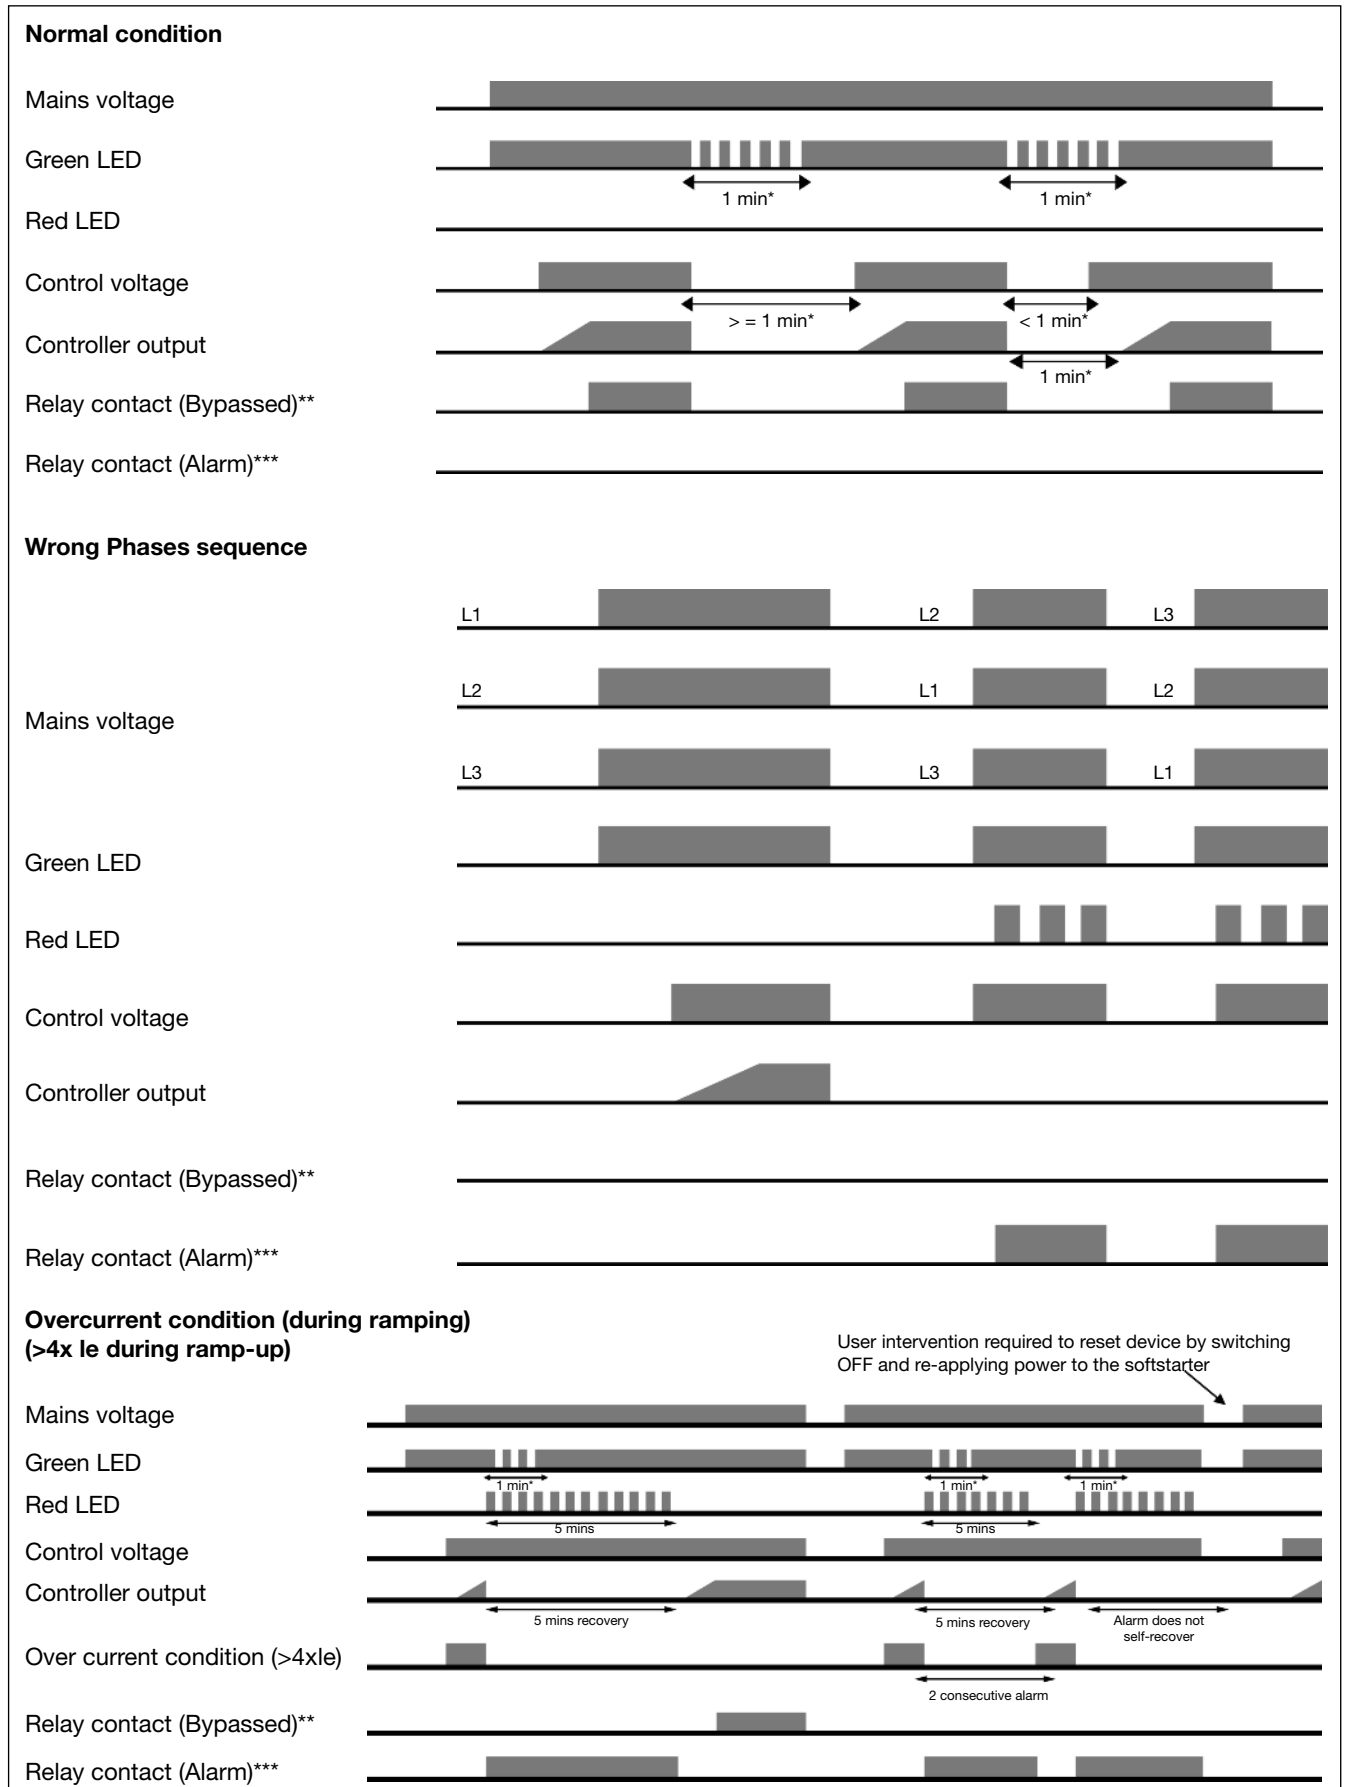 Normal condition
Mains voltage
Green LED
1 min*
1 min*
Red LED
Control voltage
> = 1 min*
< 1 min*
Controller output
1 min*
Relay contact (Bypassed)**
Relay contact (Alarm)***
Wrong Phases sequence
L1
L2
L3
L2
L1
L2
Mains voltage
L3
L3
L1
Green LED
Red LED
Control voltage
Controller output
Relay contact (Bypassed)**
Relay contact (Alarm)***
Overcurrent condition (during ramping)
(>4x Ie during ramp-up)
User intervention required to reset device by switching
OFF and re-applying power to the softstarter
Mains voltage
Green LED
1 min*
1 min*
1 min*
Red LED
5 mins
5 mins
Control voltage
Controller output
5 mins recovery
5 mins recovery
Alarm does not
self-recover
Over current condition (>4xIe)
2 consecutive alarm
Relay contact (Bypassed)**
Relay contact (Alarm)***